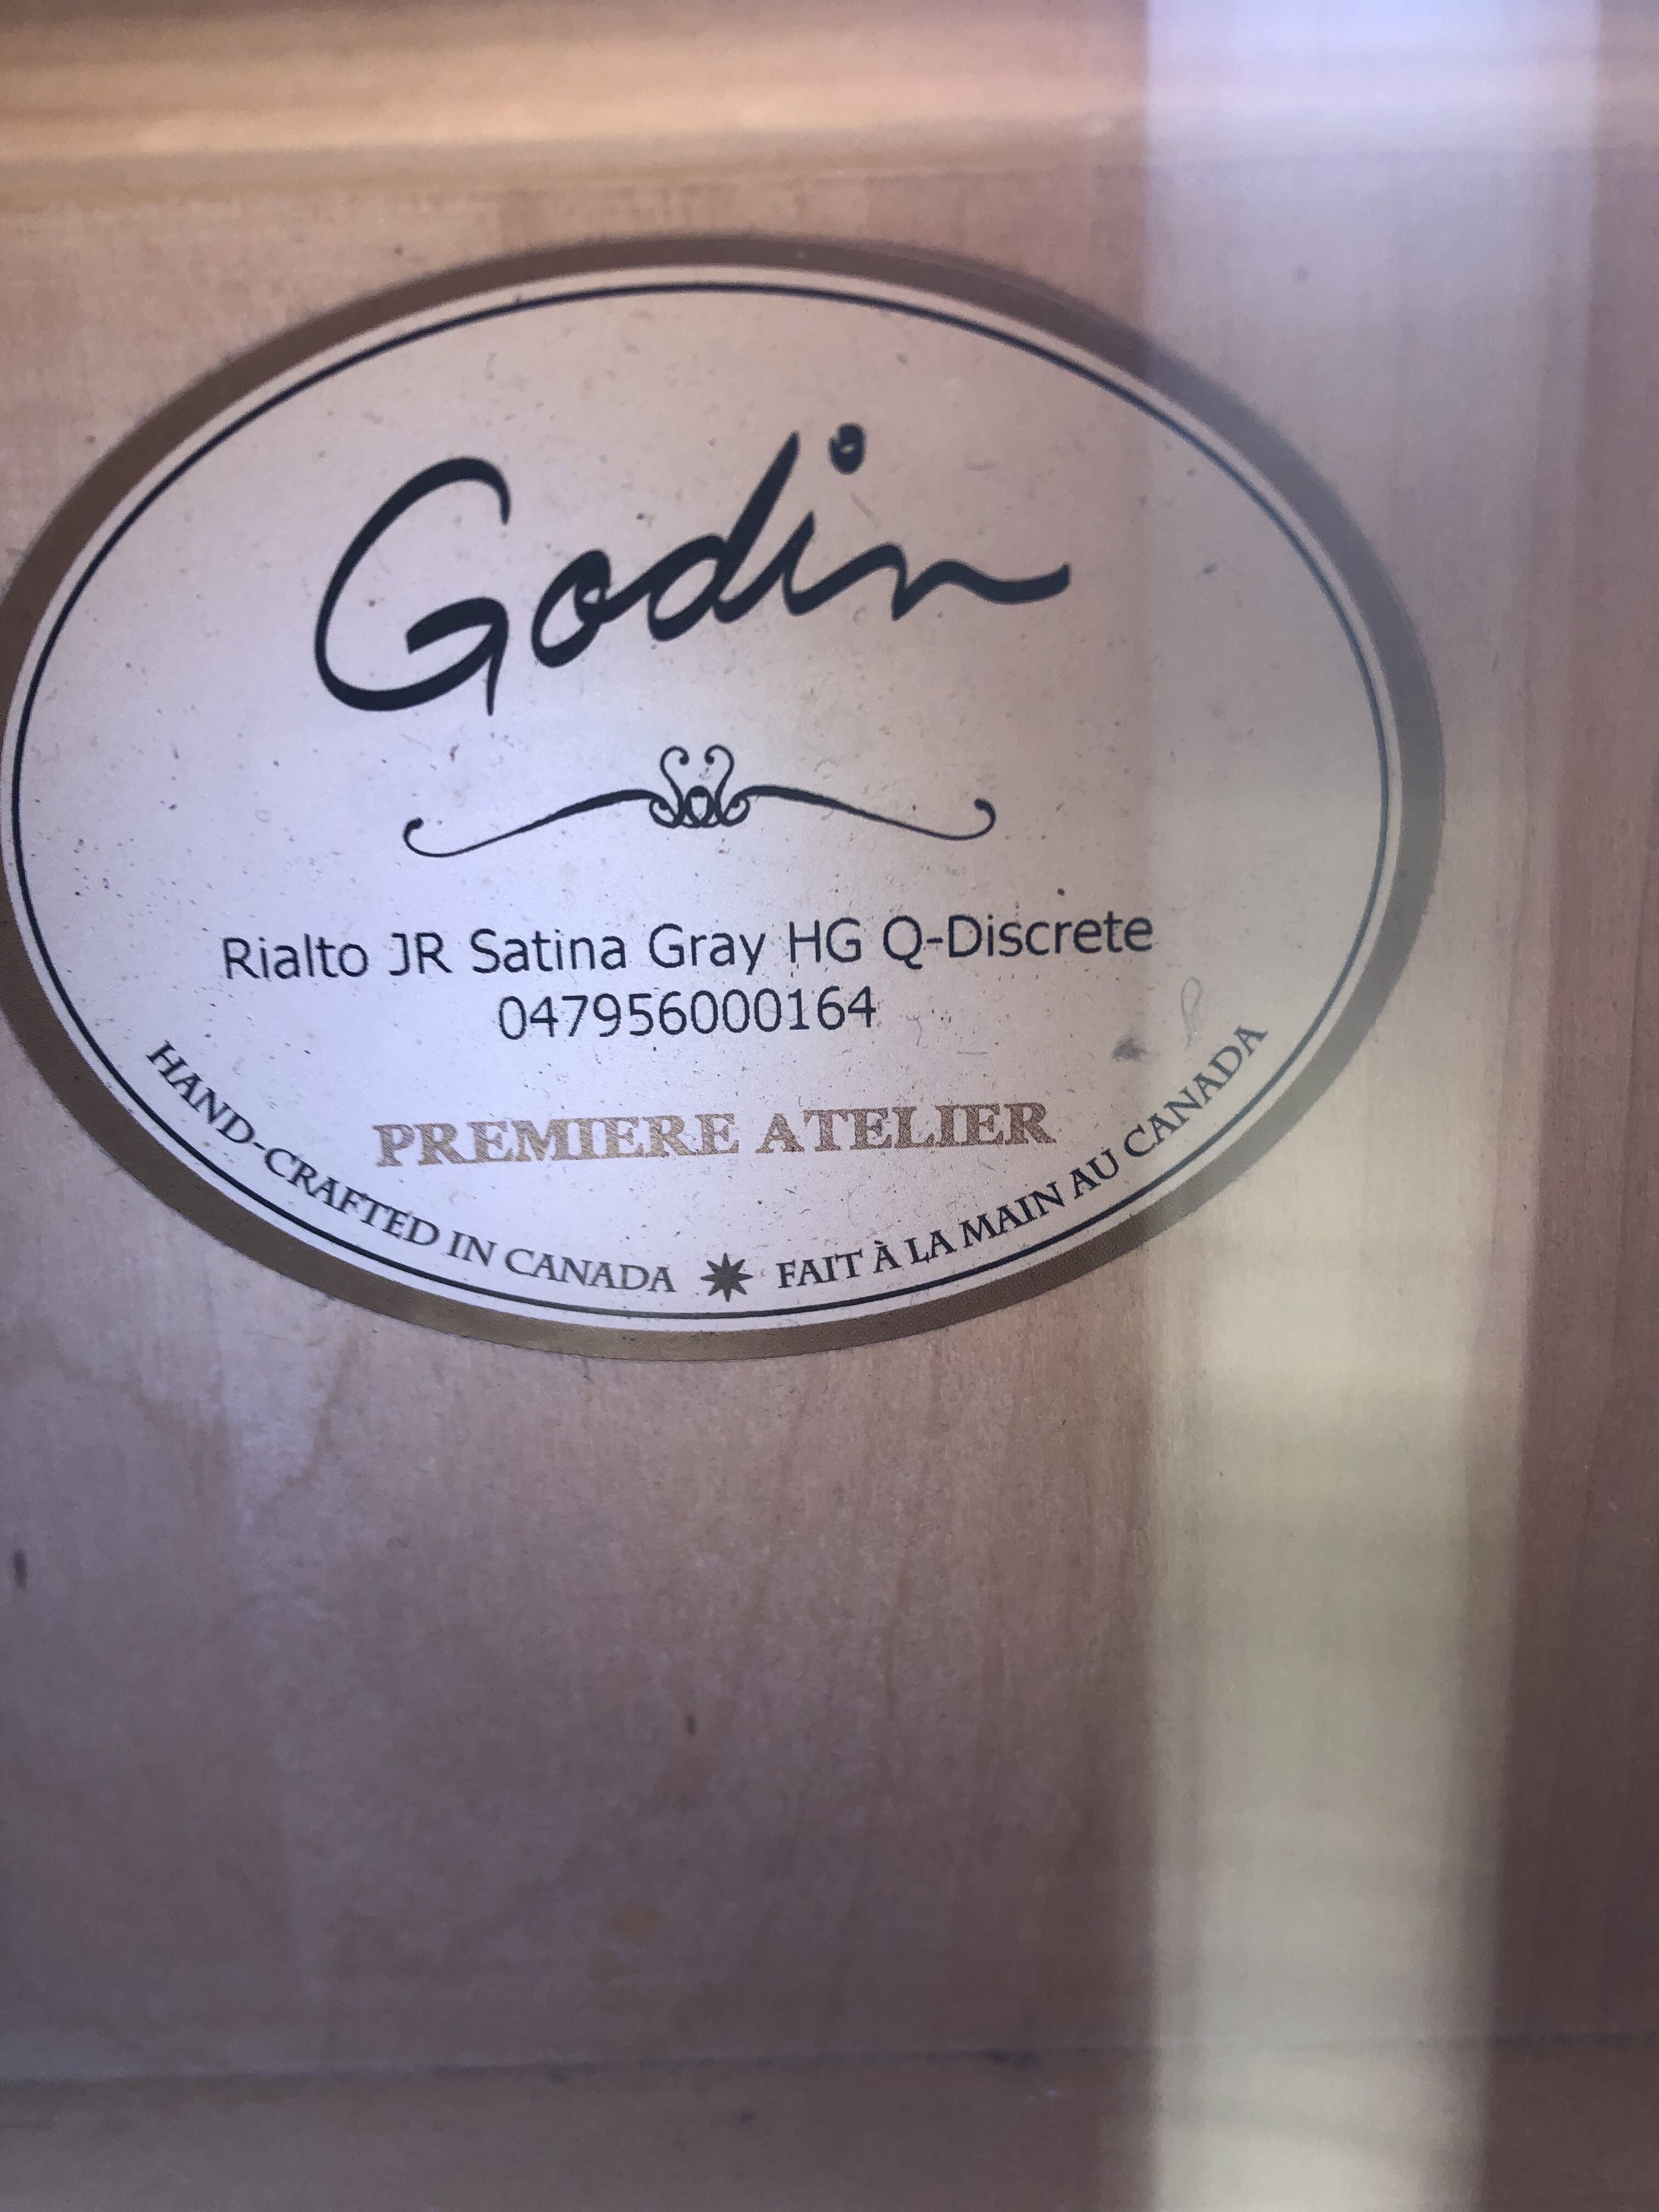 Godin
Rialto JR Satina Gray HG Q-Discrete
047956000164
PREMIERE ATELIER
HAND-CRAFTED IN CANADA ✷ FAIT À LA MAIN AU CANADA